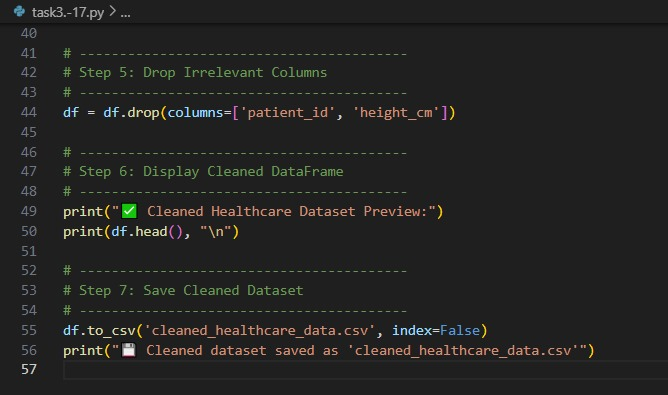 task3.-17.py > ...
40
41 # ----------------------------------------
42 # Step 5: Drop Irrelevant Columns
43 # ----------------------------------------
44 df = df.drop(columns=['patient_id', 'height_cm'])
45
46 # ----------------------------------------
47 # Step 6: Display Cleaned DataFrame
48 # ----------------------------------------
49 print("✅ Cleaned Healthcare Dataset Preview:")
50 print(df.head(), "\n")
51
52 # ----------------------------------------
53 # Step 7: Save Cleaned Dataset
54 # ----------------------------------------
55 df.to_csv('cleaned_healthcare_data.csv', index=False)
56 print("💾 Cleaned dataset saved as 'cleaned_healthcare_data.csv'")
57